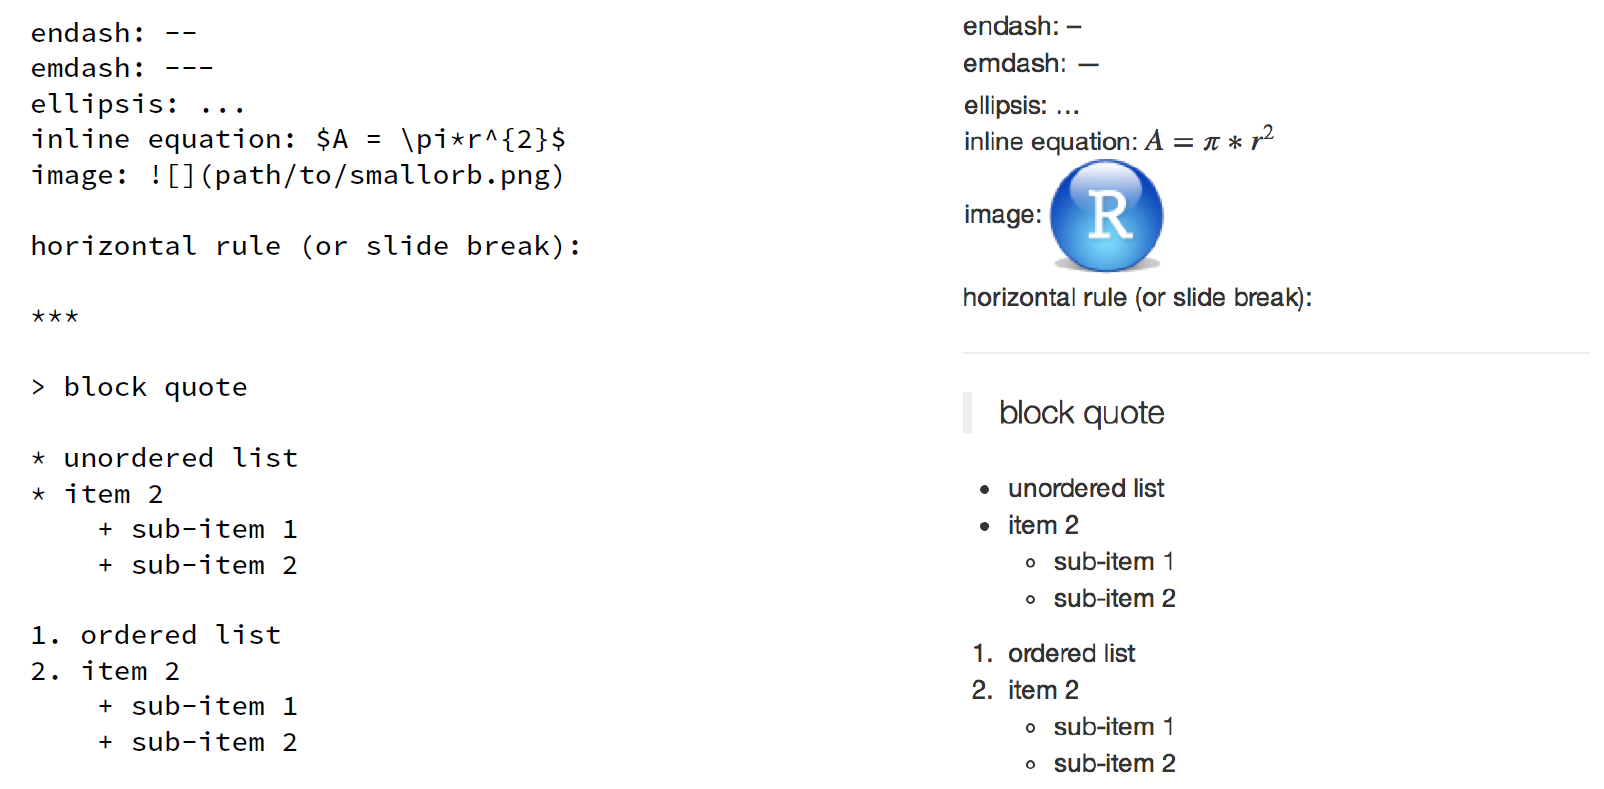 endash: --
emdash: ---
ellipsis: ...
inline equation: $A = \pi*r^{2}$
image: ![](path/to/smallorb.png)
horizontal rule (or slide break):
***
> block quote
* unordered list
* item 2
    + sub-item 1
    + sub-item 2
1. ordered list
2. item 2
    + sub-item 1
    + sub-item 2
endash: –
emdash: —
ellipsis: …
inline equation: A = π ∗ r²
image: R
horizontal rule (or slide break):
block quote
• unordered list
• item 2
    ◦ sub-item 1
    ◦ sub-item 2
1. ordered list
2. item 2
    ◦ sub-item 1
    ◦ sub-item 2